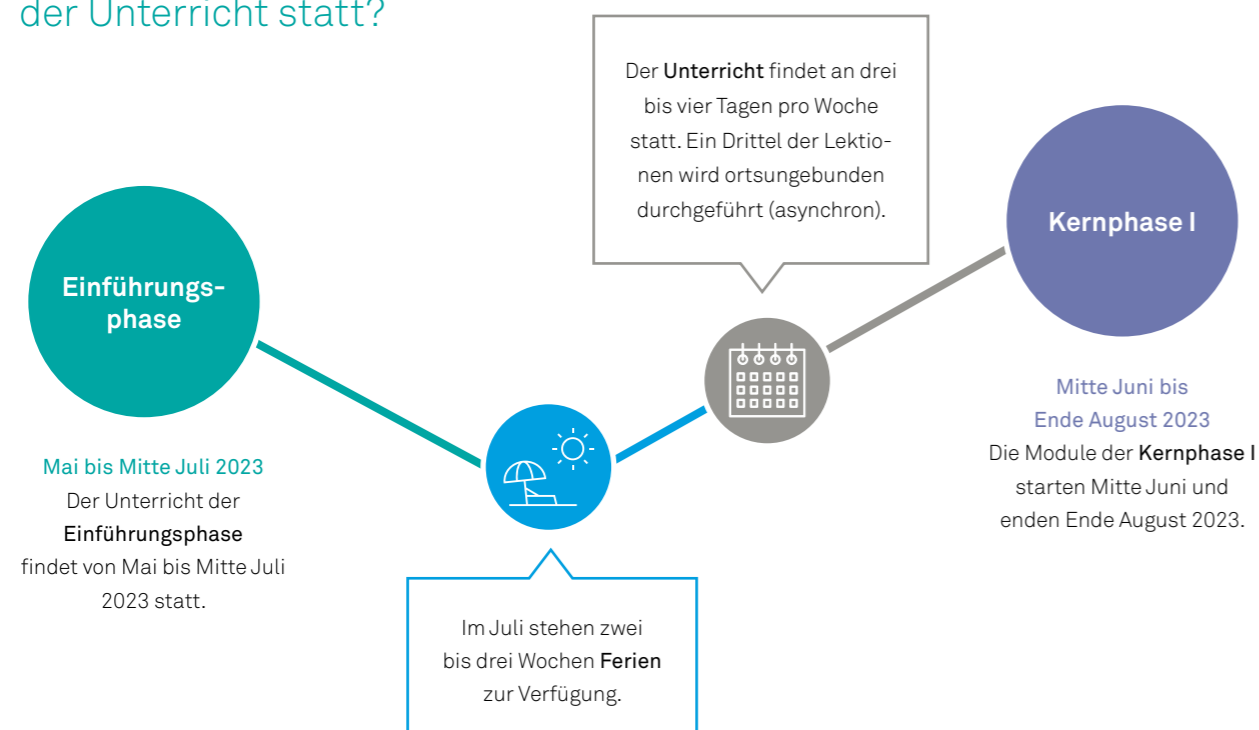 der Unterricht statt?
Der Unterricht findet an drei
bis vier Tagen pro Woche
statt. Ein Drittel der Lektio-
nen wird ortsungebunden
durchgeführt (asynchron).
Einführungs-
phase
Kernphase I
Mai bis Mitte Juli 2023
Der Unterricht der
Einführungsphase
findet von Mai bis Mitte Juli
2023 statt.
Im Juli stehen zwei
bis drei Wochen Ferien
zur Verfügung.
Mitte Juni bis
Ende August 2023
Die Module der Kernphase I
starten Mitte Juni und
enden Ende August 2023.